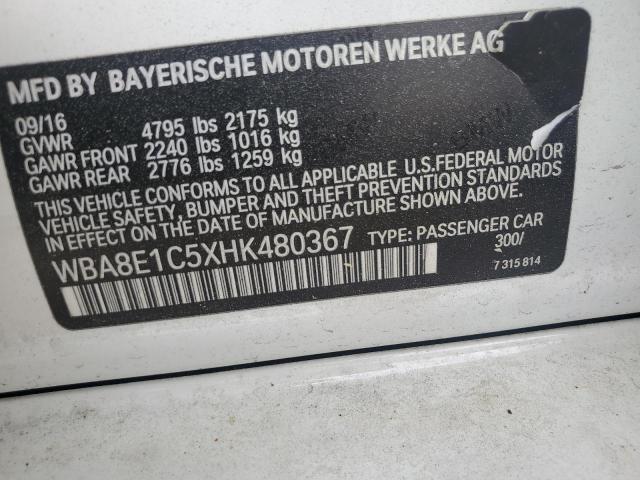 MFD BY BAYERISCHE MOTOREN WERKE AG
09/16
GVWR 4795 lbs 2175 kg
GAWR FRONT 2240 lbs 1016 kg
GAWR REAR 2776 lbs 1259 kg
THIS VEHICLE CONFORMS TO ALL APPLICABLE U.S.FEDERAL MOTOR
VEHICLE SAFETY, BUMPER AND THEFT PREVENTION STANDARDS
IN EFFECT ON THE DATE OF MANUFACTURE SHOWN ABOVE.
WBA8E1C5XHK480367 TYPE: PASSENGER CAR
300/
7 315 814